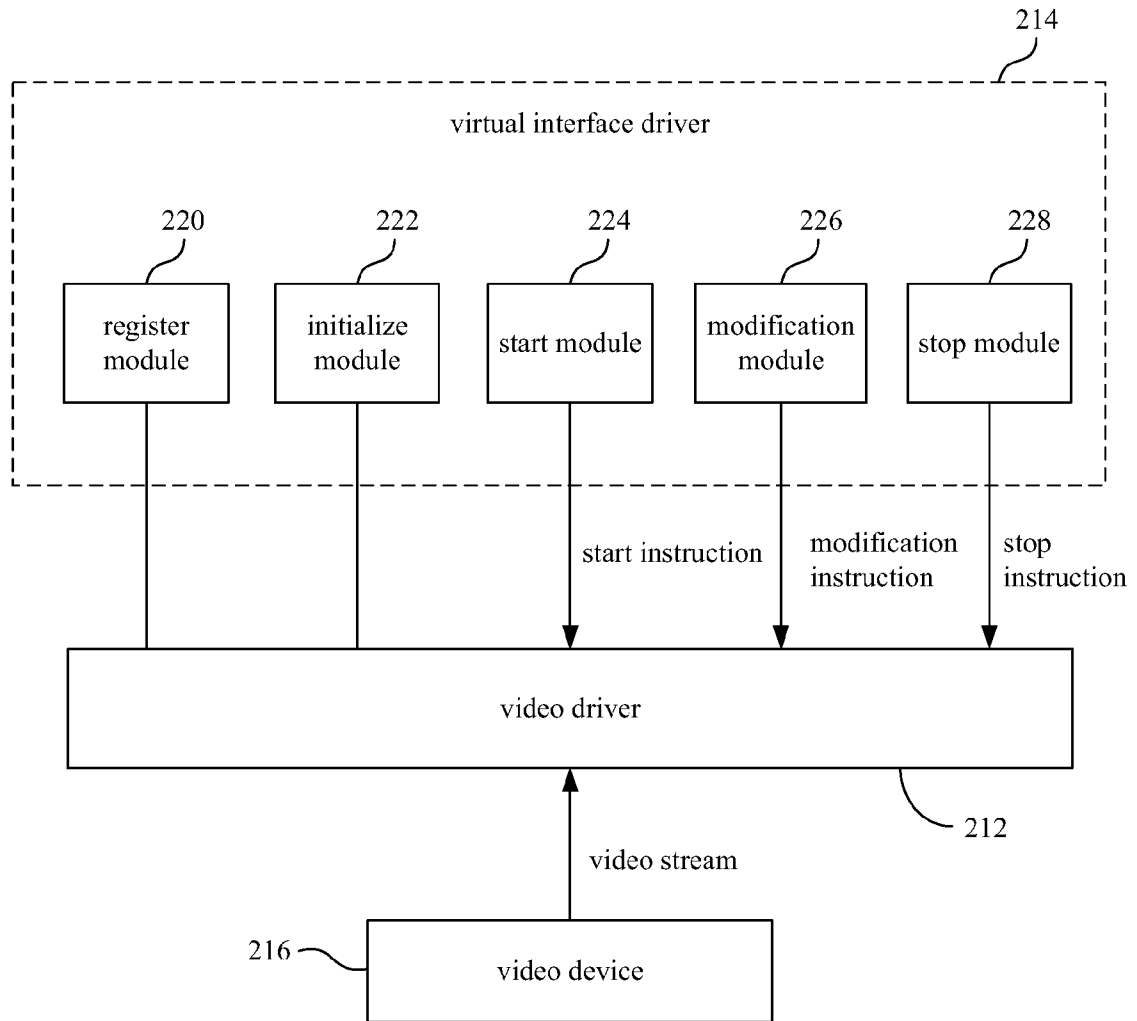 214
virtual interface driver
220
222
224
226
228
register
module
initialize
module
start module
modification
module
stop module
start instruction
modification
instruction
stop
instruction
video driver
212
video stream
216
video device